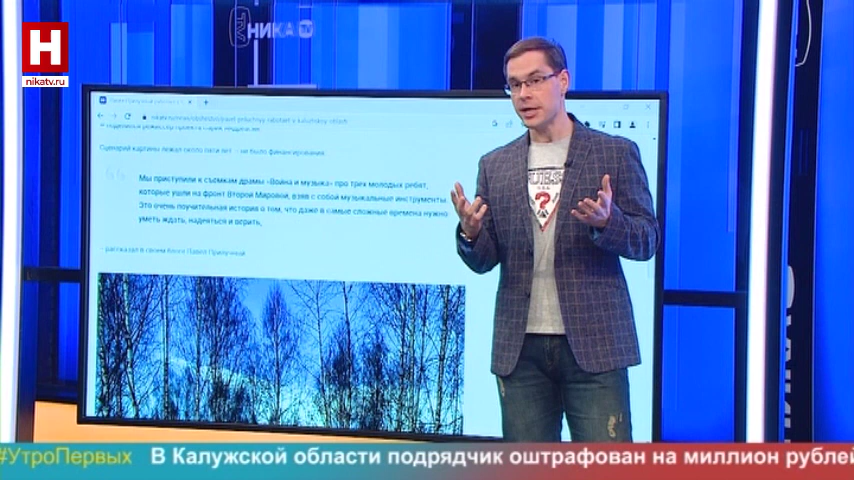 НИКА TV
Н
nikatv.ru
Сценарий картины лежал около пяти лет - не было финансирования.
Мы приступили к съемкам драмы «Война и музыка» про трех молодых ребят,
которые ушли на фронт Второй Мировой, взяв с собой музыкальные инструменты.
Это очень поучительная история о том, что даже в самые сложные времена нужно
уметь ждать, надеяться и верить,
- рассказал в своем блоге Павел Прилучный.
GUESS
U.S.A.
?
#УтроПервых В Калужской области подрядчик оштрафован на миллион рублей